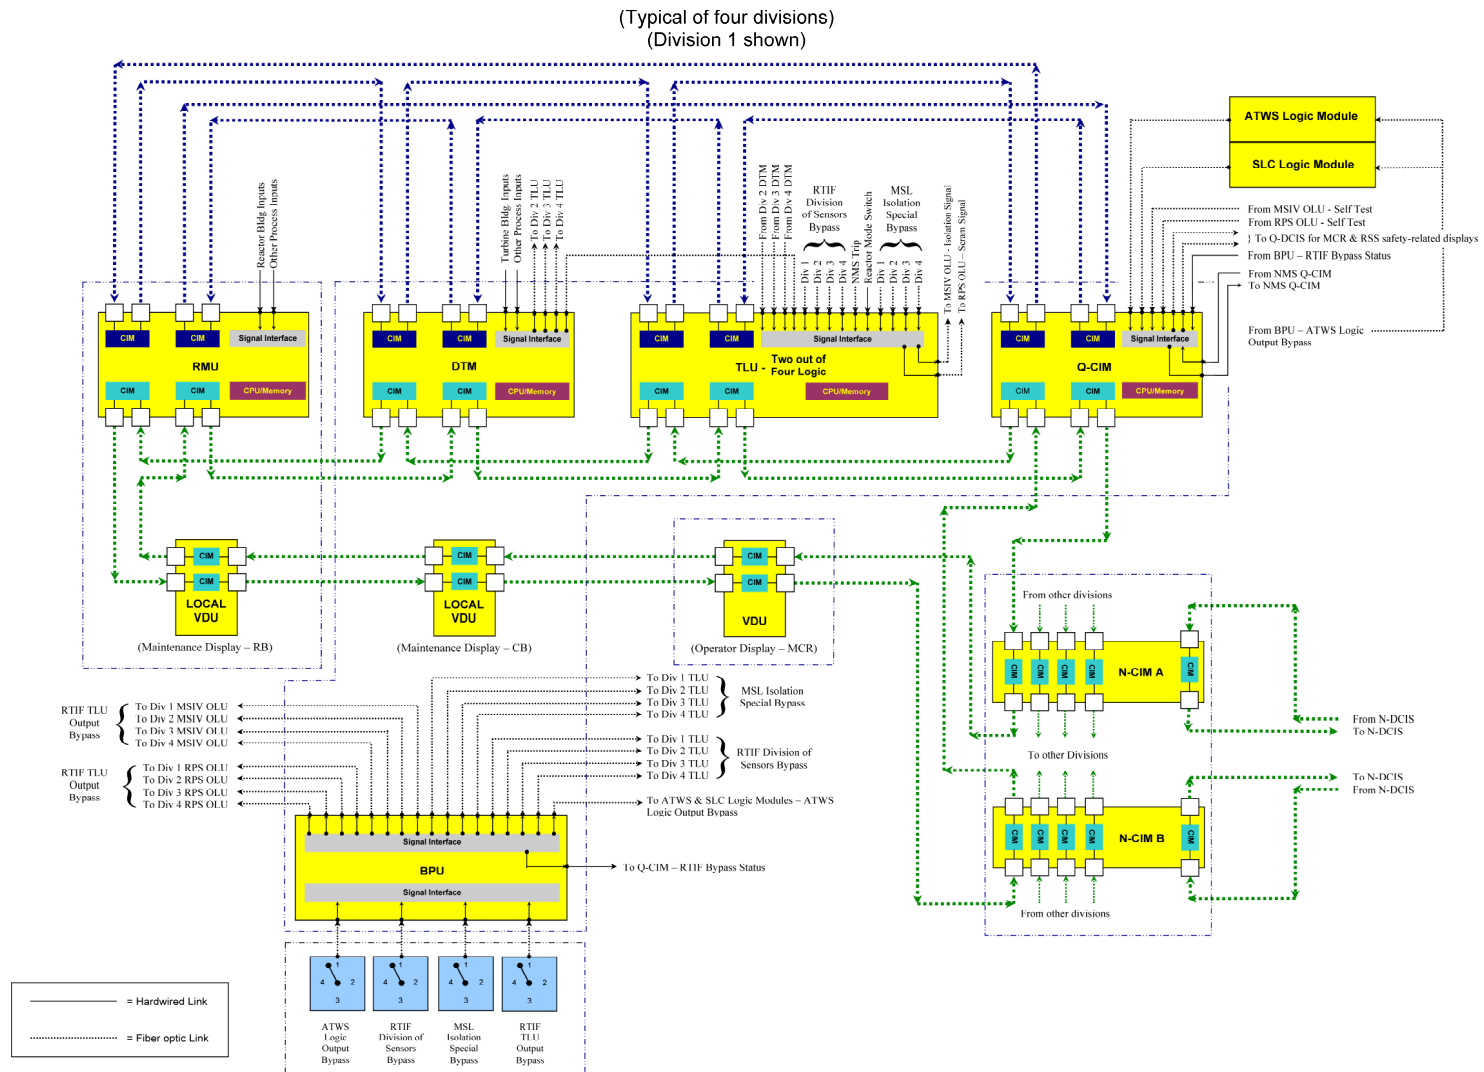 (Typical of four divisions)
(Division 1 shown)
ATWS Logic Module
SLC Logic Module
Reactor Bldg. Inputs
Other Process Inputs
Turbine Bldg. Inputs
Other Process Inputs
To Div 2 TLU
To Div 3 TLU
To Div 4 TLU
From Div 2 DTM
From Div 3 DTM
From Div 4 DTM
RTIF
Division
of Sensors
Bypass
Div 1
Div 2
Div 3
Div 4
NMS Trip
Reactor Mode Switch
MSL
Isolation
Special
Bypass
Div 1
Div 2
Div 3
Div 4
To MSIV OLU - Isolation Signal
To RPS OLU – Scram Signal
From MSIV OLU - Self Test
From RPS OLU - Self Test
} To Q-DCIS for MCR & RSS safety-related displays
From BPU – RTIF Bypass Status
From NMS Q-CIM
To NMS Q-CIM
From BPU – ATWS Logic
Output Bypass
CIM
CIM
Signal Interface
RMU
CIM
CIM
CPU/Memory
CIM
CIM
Signal Interface
DTM
CIM
CIM
CPU/Memory
CIM
CIM
Signal Interface
TLU - Two out of
Four Logic
CIM
CIM
CPU/Memory
CIM
CIM
Signal Interface
Q-CIM
CIM
CIM
CPU/Memory
CIM
CIM
LOCAL
VDU
(Maintenance Display – RB)
CIM
CIM
LOCAL
VDU
(Maintenance Display – CB)
CIM
CIM
VDU
(Operator Display – MCR)
From other divisions
CIM
CIM
CIM
CIM
N-CIM A
CIM
From N-DCIS
To N-DCIS
To other Divisions
To N-DCIS
From N-DCIS
CIM
CIM
CIM
CIM
N-CIM B
CIM
From other divisions
RTIF TLU
Output
Bypass
To Div 1 MSIV OLU
To Div 2 MSIV OLU
To Div 3 MSIV OLU
To Div 4 MSIV OLU
RTIF TLU
Output
Bypass
To Div 1 RPS OLU
To Div 2 RPS OLU
To Div 3 RPS OLU
To Div 4 RPS OLU
To Div 1 TLU
To Div 2 TLU
To Div 3 TLU
To Div 4 TLU
MSL Isolation
Special Bypass
To Div 1 TLU
To Div 2 TLU
To Div 3 TLU
To Div 4 TLU
RTIF Division of
Sensors Bypass
To ATWS & SLC Logic Modules – ATWS
Logic Output Bypass
Signal Interface
BPU
To Q-CIM – RTIF Bypass Status
Signal Interface
1
4 2
3
1
4 2
3
1
4 2
3
1
4 2
3
ATWS
Logic
Output
Bypass
RTIF
Division of
Sensors
Bypass
MSL
Isolation
Special
Bypass
RTIF
TLU
Output
Bypass
= Hardwired Link
= Fiber optic Link